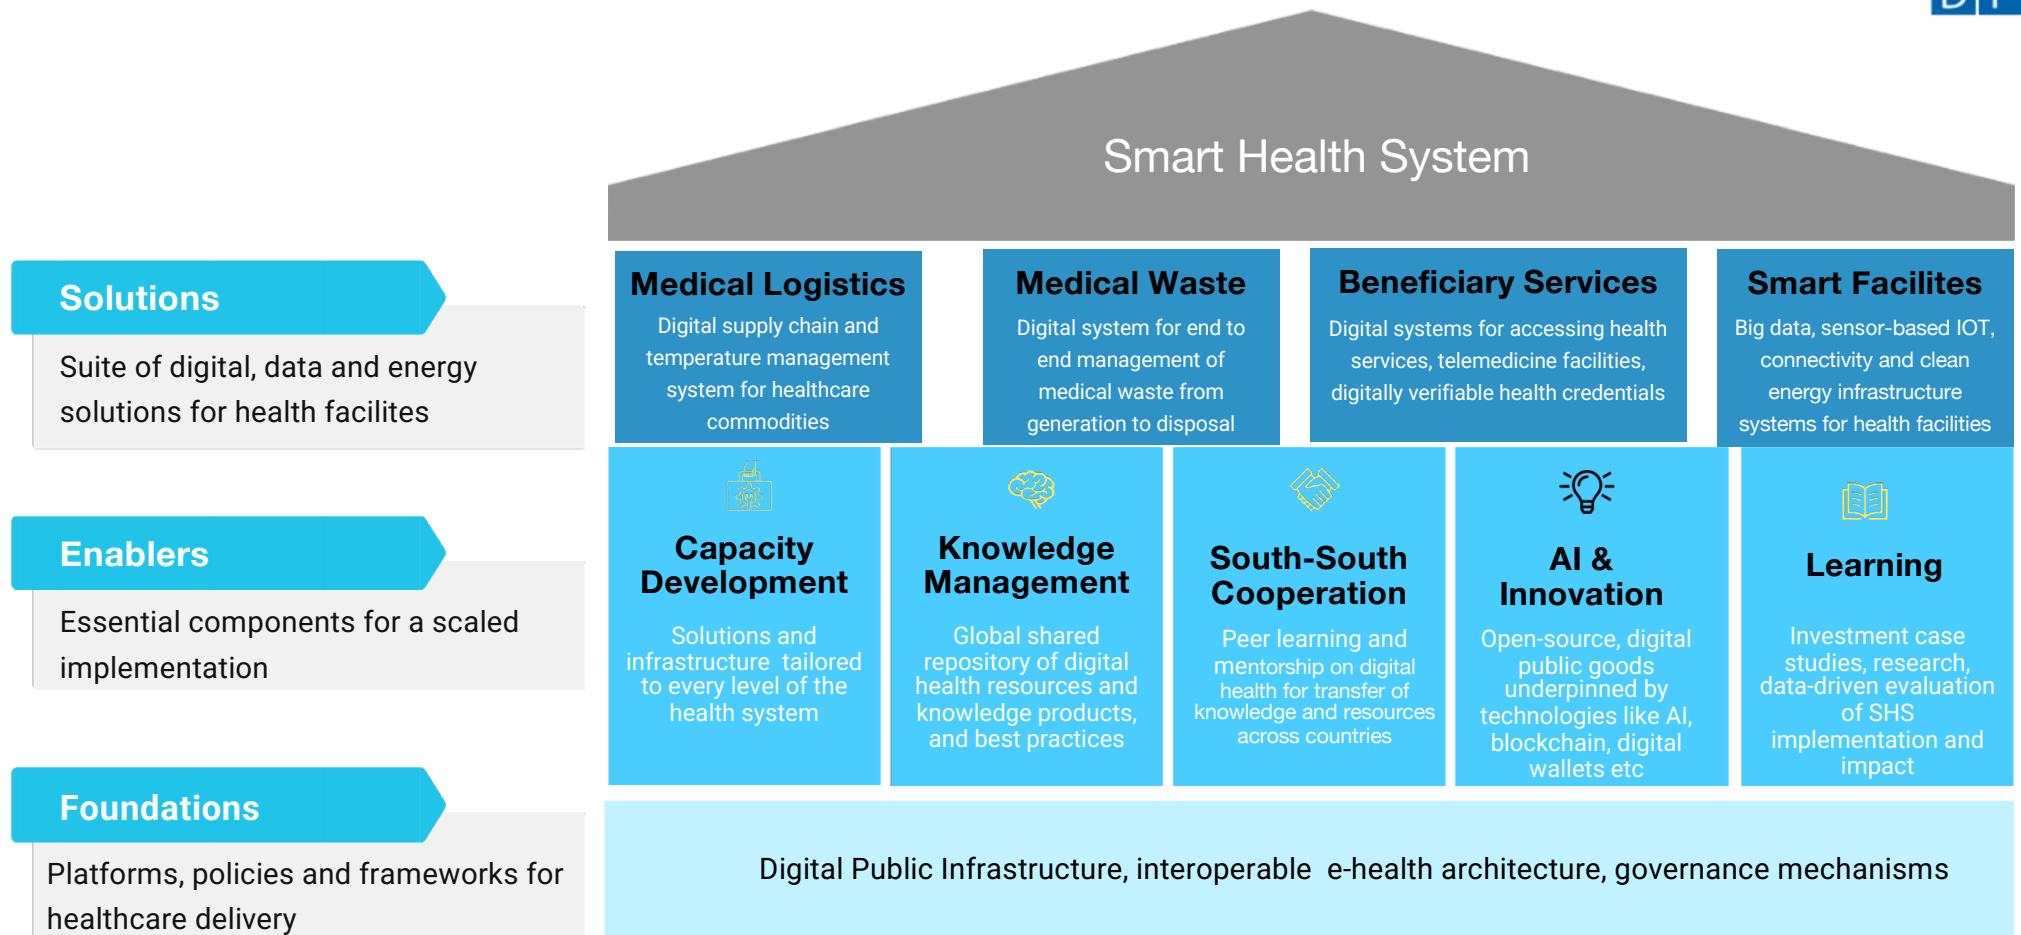 Smart Health System
Solutions
Suite of digital, data and energy
solutions for health facilites
Medical Logistics
Digital supply chain and
temperature management
system for healthcare
commodities
Medical Waste
Digital system for end to
end management of
medical waste from
generation to disposal
Beneficiary Services
Digital systems for accessing health
services, telemedicine facilities,
digitally verifiable health credentials
Smart Facilites
Big data, sensor-based IOT,
connectivity and clean
energy infrastructure
systems for health facilities
Enablers
Essential components for a scaled
implementation
Capacity
Development
Solutions and
infrastructure tailored
to every level of the
health system
Knowledge
Management
Global shared
repository of digital
health resources and
knowledge products,
and best practices
South-South
Cooperation
Peer learning and
mentorship on digital
health for transfer of
knowledge and resources
across countries
AI &
Innovation
Open-source, digital
public goods
underpinned by
technologies like AI,
blockchain, digital
wallets etc
Learning
Investment case
studies, research,
data-driven evaluation
of SHS
implementation and
impact
Foundations
Platforms, policies and frameworks for
healthcare delivery
Digital Public Infrastructure, interoperable e-health architecture, governance mechanisms